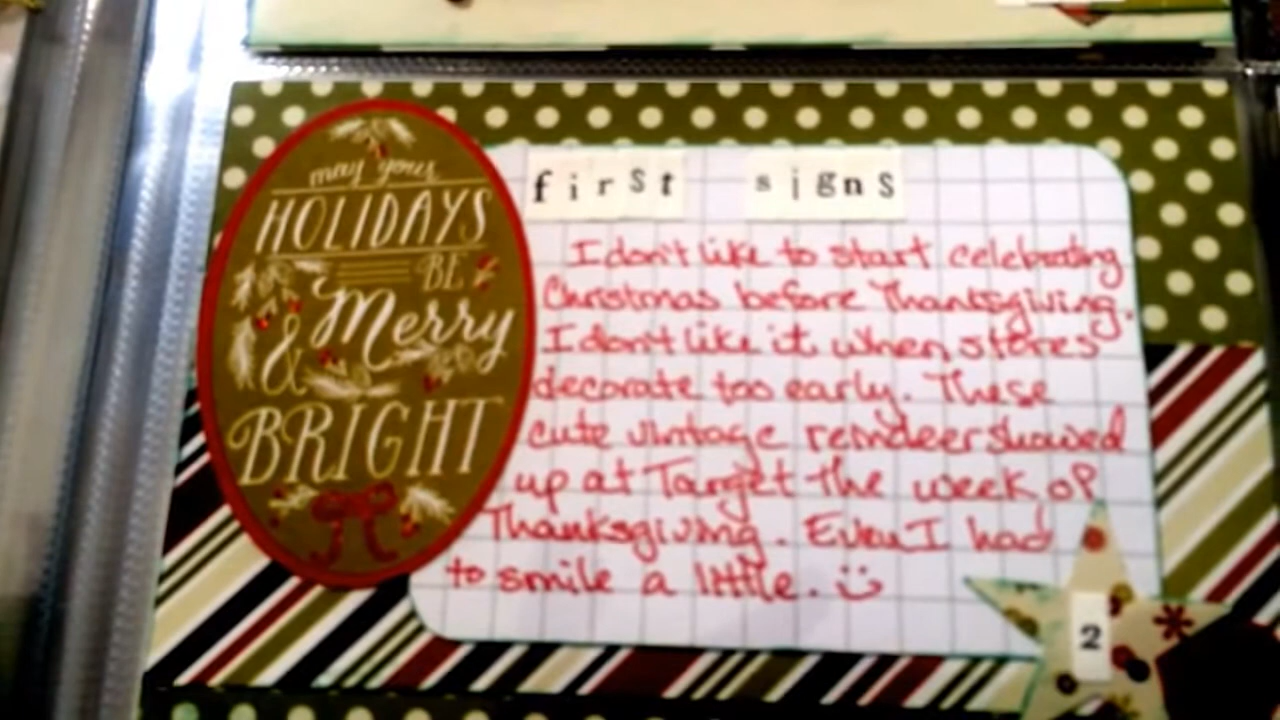 may your
HOLIDAYS
BE
Merry
&
BRIGHT
first signs
I don't like to start celebrating
Christmas before Thanksgiving.
I don't like it when stores
decorate too early. These
cute vintage reindeer showed
up at Target the week of
Thanksgiving. Even I had
to smile a little. :)
2